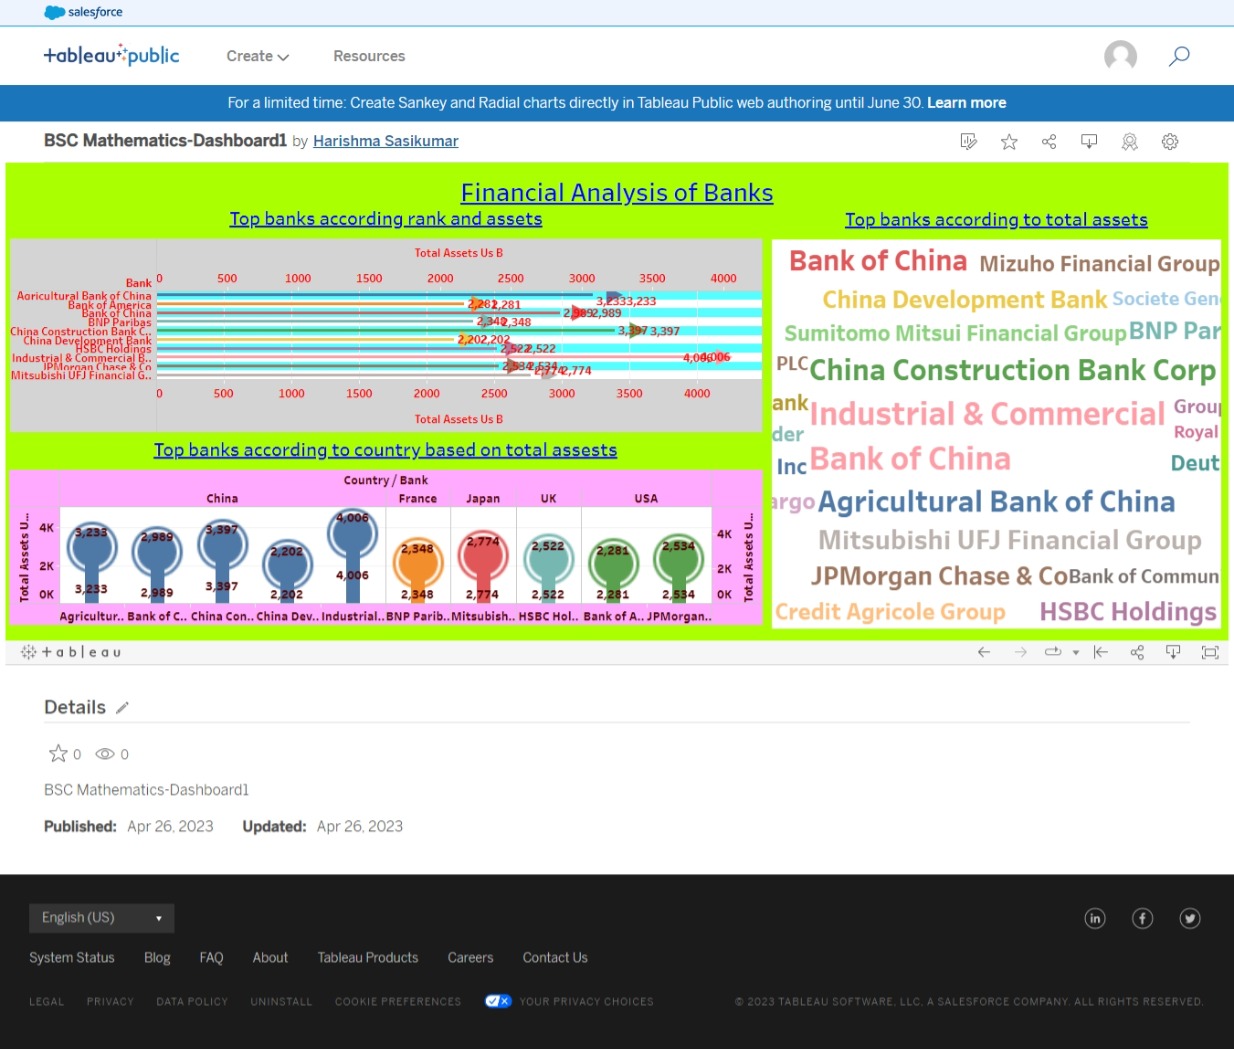 salesforce
tableau public
Create
Resources
For a limited time: Create Sankey and Radial charts directly in Tableau Public web authoring until June 30. Learn more
BSC Mathematics-Dashboard1 by Harishma Sasikumar
Financial Analysis of Banks
Top banks according rank and assets
Total Assets Us B
Bank 0 500 1000 1500 2000 2500 3000 3500 4000
Agricultural Bank of China 3,233 3,233
Bank of America 2,281 2,281
Bank of China 2,989 2,989
BNP Paribas 2,348 2,348
China Construction Bank C.. 3,397 3,397
China Development Bank 2,202 2,202
HSBC Holdings 2,522 2,522
Industrial & Commercial B.. 4,006 4,006
JPMorgan Chase & Co 2,534 2,534
Mitsubishi UFJ Financial G.. 2,774 2,774
0 500 1000 1500 2000 2500 3000 3500 4000
Total Assets Us B
Top banks according to country based on total assests
Country / Bank
China France Japan UK USA
Total Assets U...
4K
2K
0K
3,233 2,989 3,397 2,202 4,006 2,348 2,774 2,522 2,281 2,534
3,233 2,989 3,397 2,202 4,006 2,348 2,774 2,522 2,281 2,534
4K
2K
0K
Total Assets U...
Agricultur.. Bank of C.. China Con.. China Dev.. Industrial.. BNP Parib.. Mitsubish.. HSBC Hol.. Bank of A.. JPMorgan..
Top banks according to total assets
Bank of China Mizuho Financial Group
China Development Bank Societe Gen
Sumitomo Mitsui Financial Group BNP Par
PLC China Construction Bank Corp
ank Industrial & Commercial Group
der Royal
Inc Bank of China Deut
argo Agricultural Bank of China
Mitsubishi UFJ Financial Group
JPMorgan Chase & Co Bank of Commun
Credit Agricole Group HSBC Holdings
+ a b l e a u
Details
0 0
BSC Mathematics-Dashboard1
Published: Apr 26, 2023 Updated: Apr 26, 2023
English (US)
System Status Blog FAQ About Tableau Products Careers Contact Us
LEGAL PRIVACY DATA POLICY UNINSTALL COOKIE PREFERENCES YOUR PRIVACY CHOICES © 2023 TABLEAU SOFTWARE, LLC, A SALESFORCE COMPANY. ALL RIGHTS RESERVED.